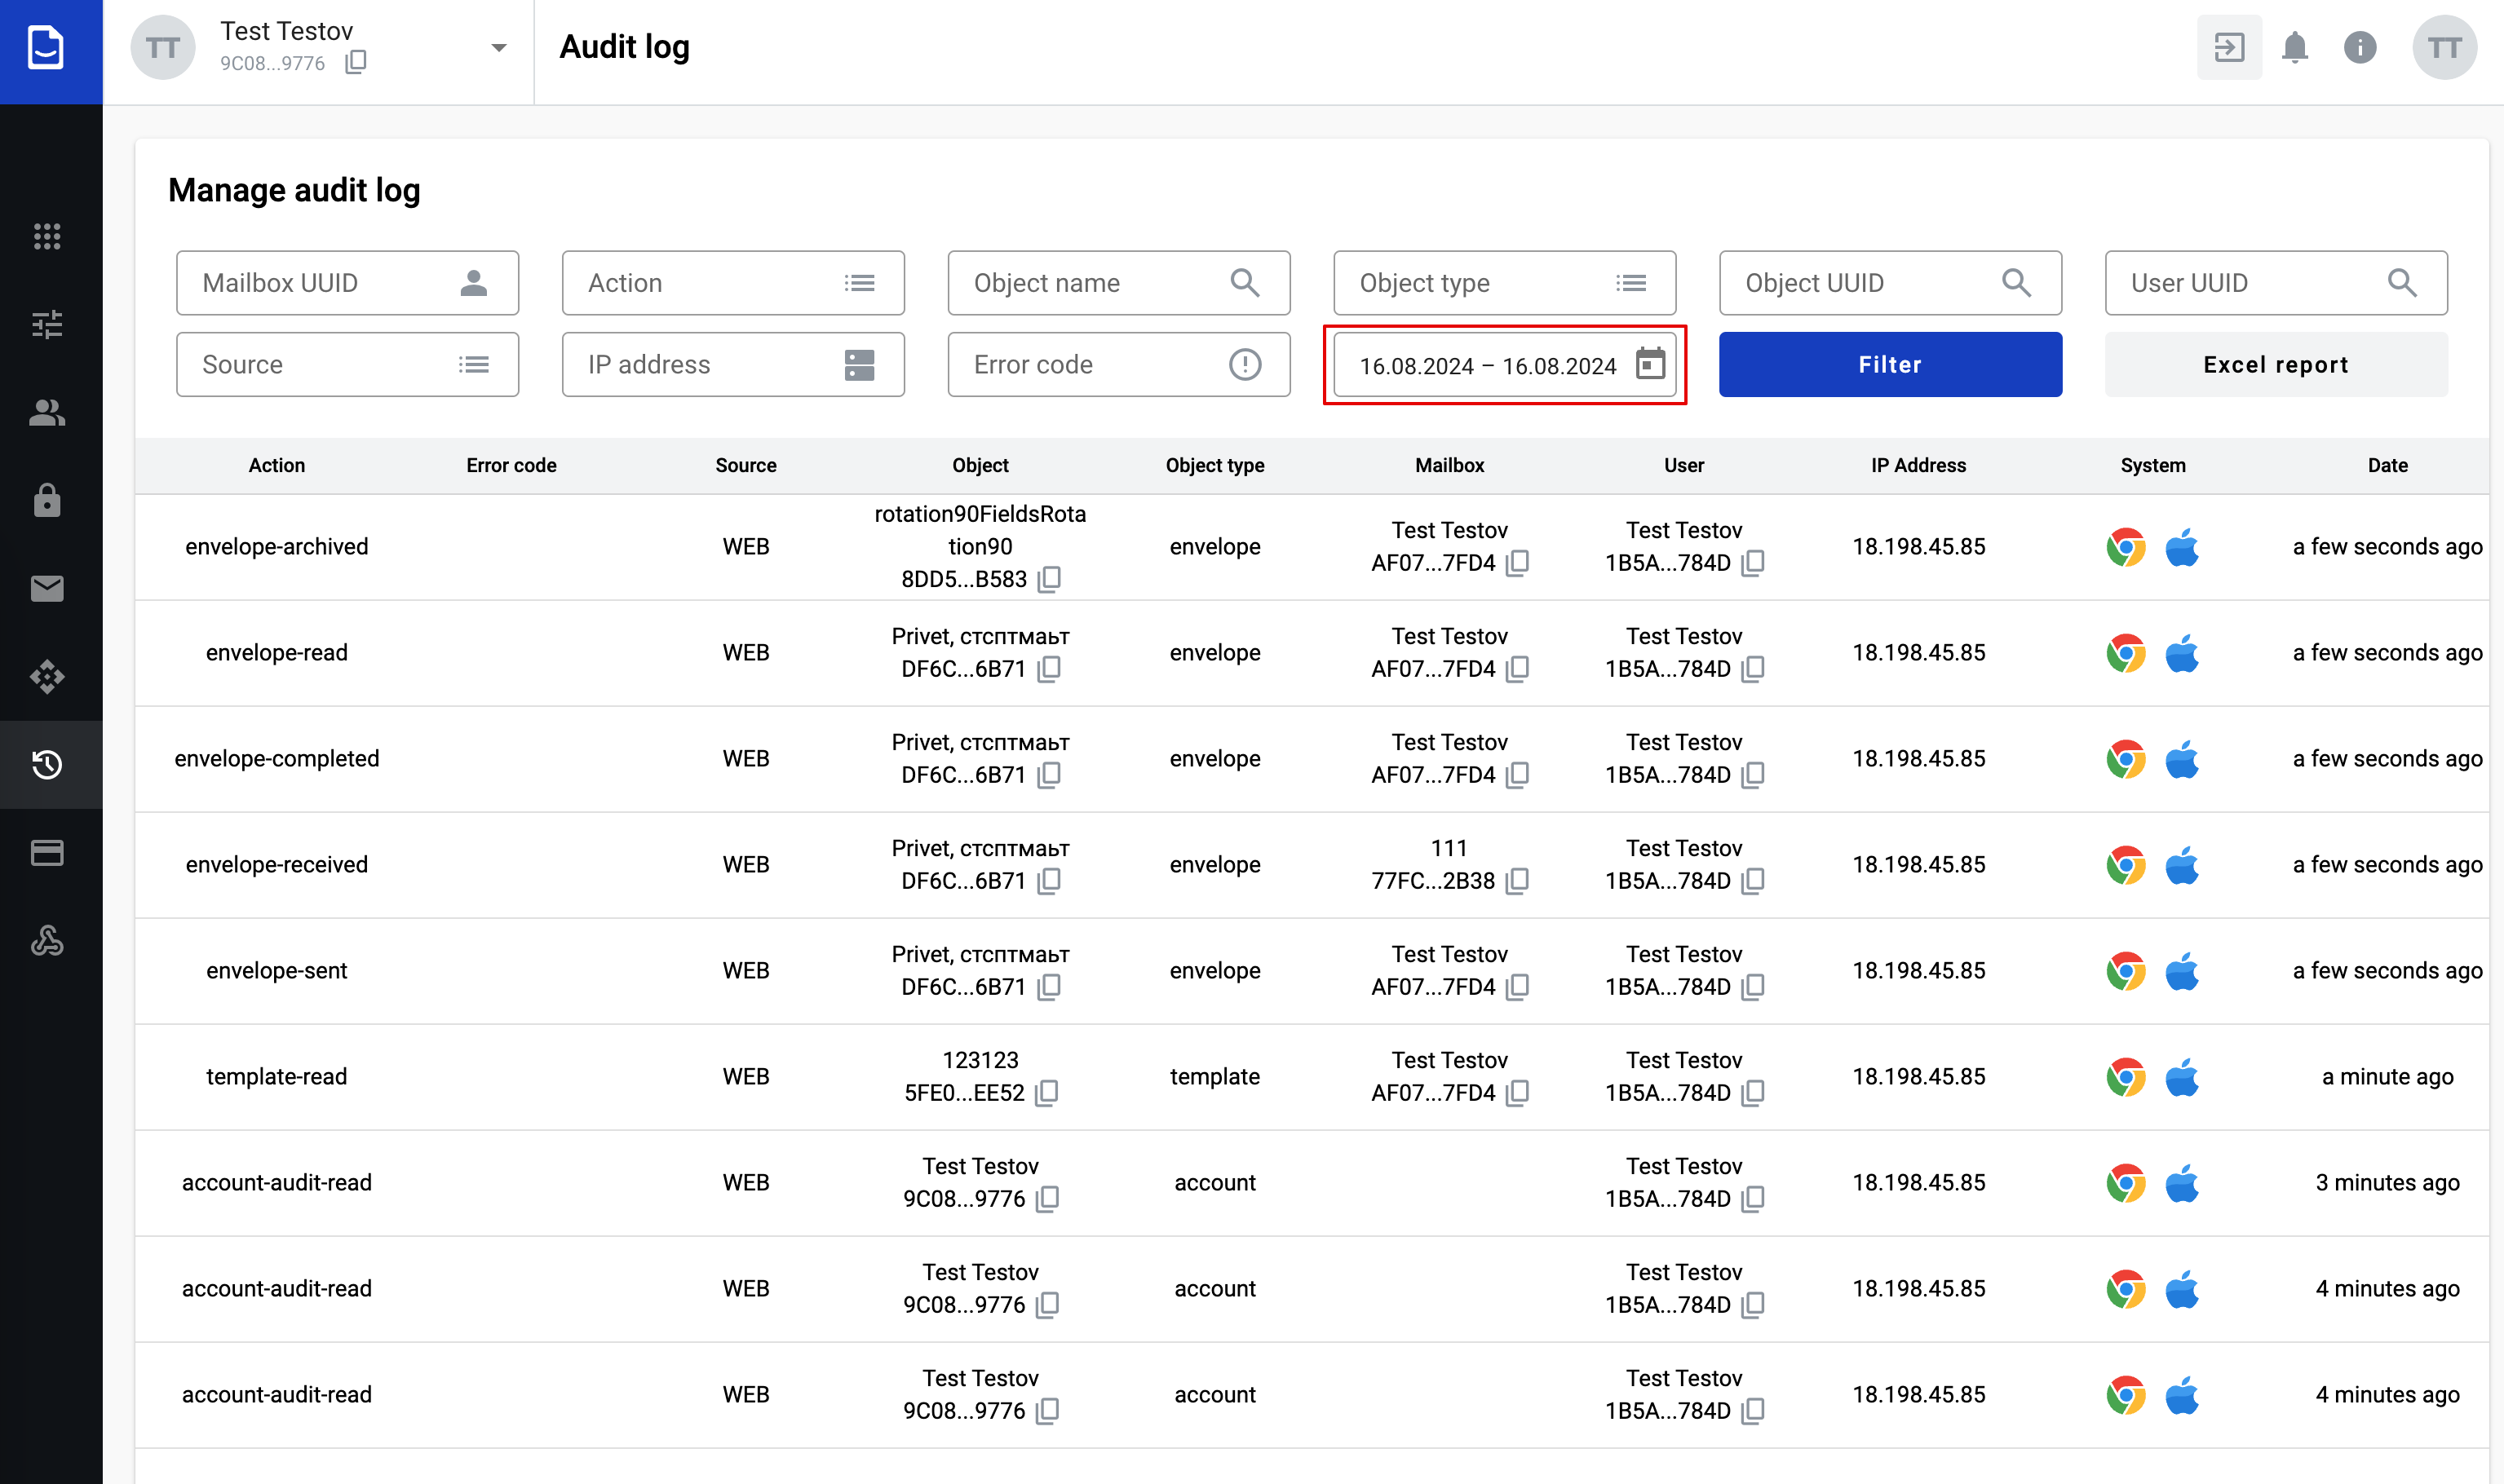 TT
Test Testov
9C08...9776
Audit log
TT
Manage audit log
Mailbox UUID
Action
Object name
Object type
Object UUID
User UUID
Source
IP address
Error code
16.08.2024 – 16.08.2024
Filter
Excel report
Action Error code Source Object Object type Mailbox User IP Address System Date
envelope-archived
WEB
rotation90FieldsRota
tion90
8DD5...B583
envelope
Test Testov
AF07...7FD4
Test Testov
1B5A...784D
18.198.45.85
a few seconds ago
envelope-read
WEB
Privet, стсптмаьт
DF6C...6B71
envelope
Test Testov
AF07...7FD4
Test Testov
1B5A...784D
18.198.45.85
a few seconds ago
envelope-completed
WEB
Privet, стсптмаьт
DF6C...6B71
envelope
Test Testov
AF07...7FD4
Test Testov
1B5A...784D
18.198.45.85
a few seconds ago
envelope-received
WEB
Privet, стсптмаьт
DF6C...6B71
envelope
111
77FC...2B38
Test Testov
1B5A...784D
18.198.45.85
a few seconds ago
envelope-sent
WEB
Privet, стсптмаьт
DF6C...6B71
envelope
Test Testov
AF07...7FD4
Test Testov
1B5A...784D
18.198.45.85
a few seconds ago
template-read
WEB
123123
5FE0...EE52
template
Test Testov
AF07...7FD4
Test Testov
1B5A...784D
18.198.45.85
a minute ago
account-audit-read
WEB
Test Testov
9C08...9776
account
Test Testov
1B5A...784D
18.198.45.85
3 minutes ago
account-audit-read
WEB
Test Testov
9C08...9776
account
Test Testov
1B5A...784D
18.198.45.85
4 minutes ago
account-audit-read
WEB
Test Testov
9C08...9776
account
Test Testov
1B5A...784D
18.198.45.85
4 minutes ago